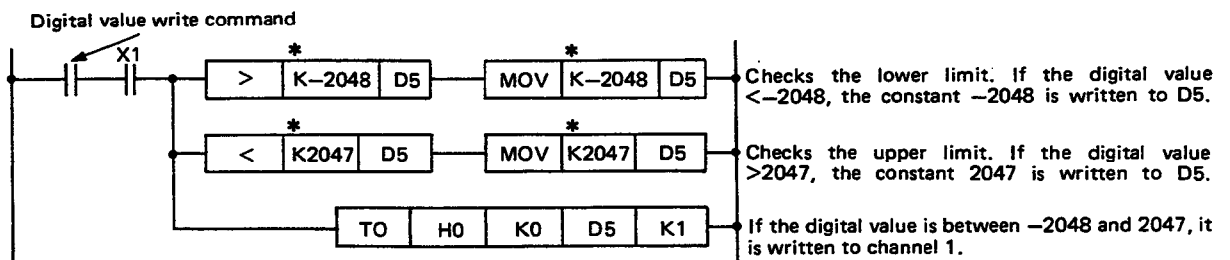 Digital value write command
X1
* *
> K−2048 D5 MOV K−2048 D5 Checks the lower limit. If the digital value
<−2048, the constant −2048 is written to D5.
* *
< K2047 D5 MOV K2047 D5 Checks the upper limit. If the digital value
>2047, the constant 2047 is written to D5.
TO H0 K0 D5 K1 If the digital value is between −2048 and 2047, it
is written to channel 1.